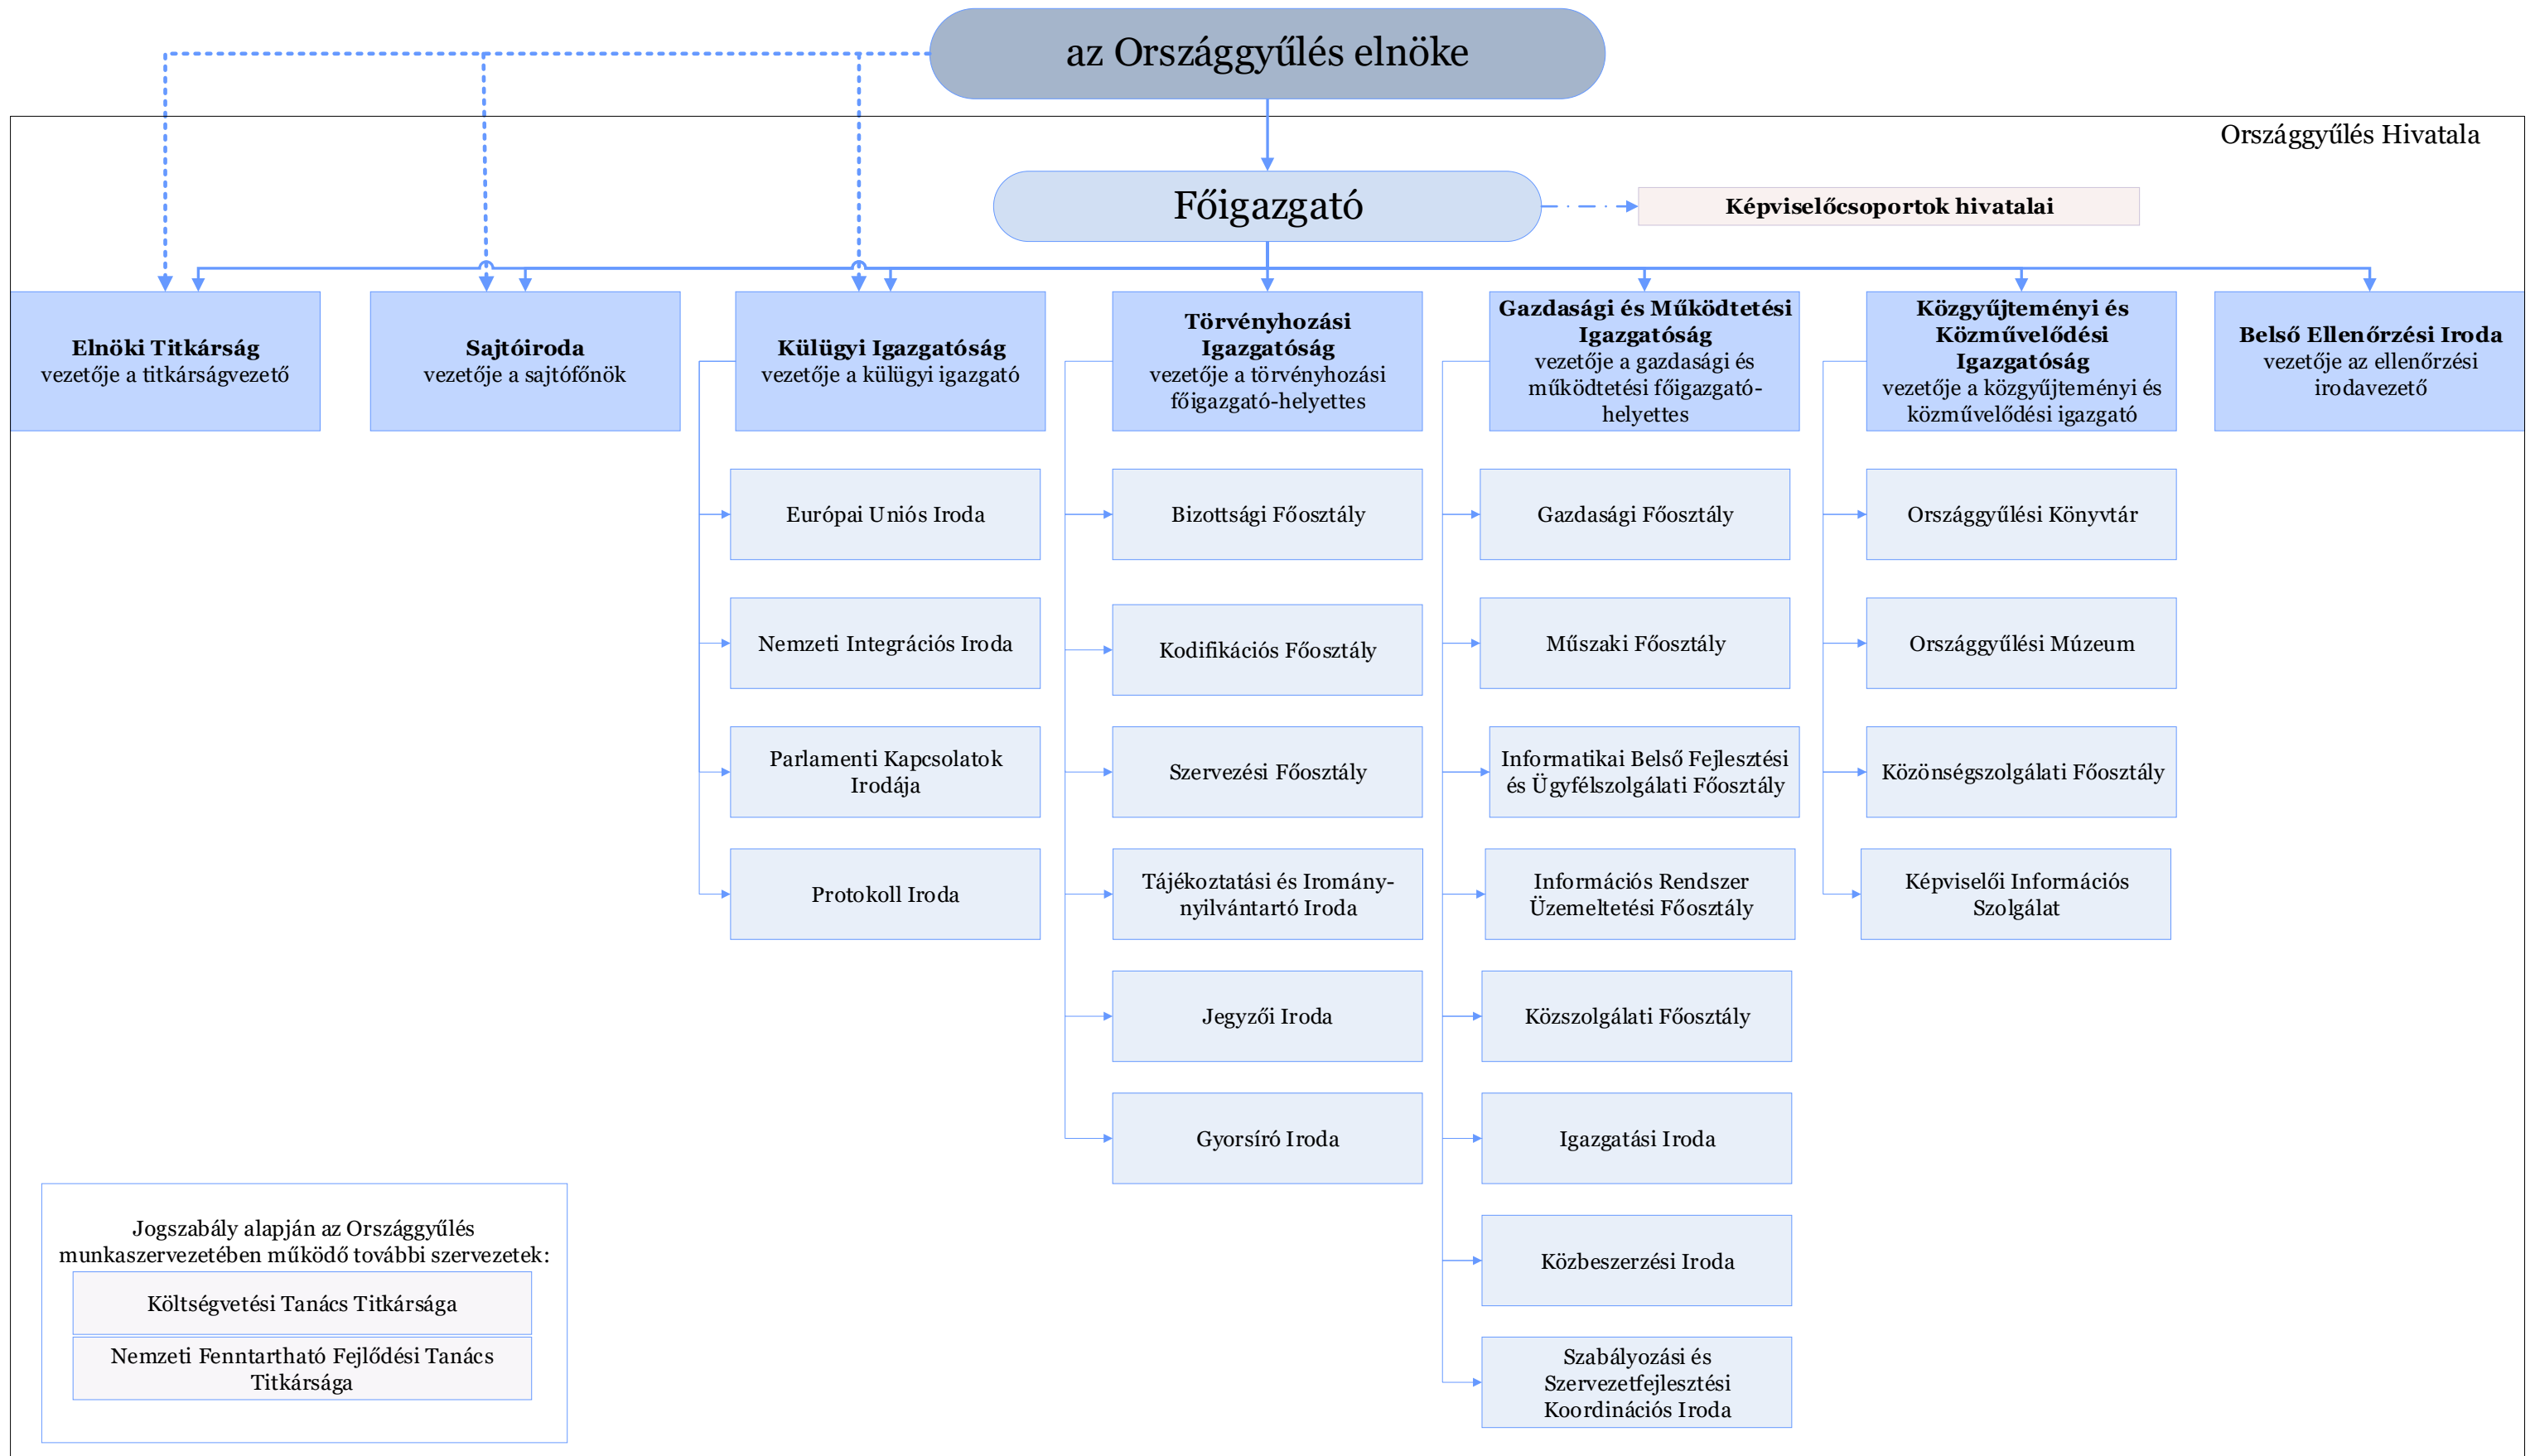 az Országgyűlés elnöke
Országgyűlés Hivatala
Főigazgató
Képviselőcsoportok hivatalai
Elnöki Titkárság
vezetője a titkárságvezető
Sajtóiroda
vezetője a sajtófőnök
Külügyi Igazgatóság
vezetője a külügyi igazgató
Törvényhozási
Igazgatóság
vezetője a törvényhozási
főigazgató-helyettes
Gazdasági és Működtetési
Igazgatóság
vezetője a gazdasági és
működtetési főigazgató-
helyettes
Közgyűjteményi és
Közművelődési
Igazgatóság
vezetője a közgyűjteményi és
közművelődési igazgató
Belső Ellenőrzési Iroda
vezetője az ellenőrzési
irodavezető
Európai Uniós Iroda
Nemzeti Integrációs Iroda
Parlamenti Kapcsolatok
Irodája
Protokoll Iroda
Bizottsági Főosztály
Kodifikációs Főosztály
Szervezési Főosztály
Tájékoztatási és Iromány-
nyilvántartó Iroda
Jegyzői Iroda
Gyorsíró Iroda
Gazdasági Főosztály
Műszaki Főosztály
Informatikai Belső Fejlesztési
és Ügyfélszolgálati Főosztály
Információs Rendszer
Üzemeltetési Főosztály
Közszolgálati Főosztály
Igazgatási Iroda
Közbeszerzési Iroda
Szabályozási és
Szervezetfejlesztési
Koordinációs Iroda
Országgyűlési Könyvtár
Országgyűlési Múzeum
Közönségszolgálati Főosztály
Képviselői Információs
Szolgálat
Jogszabály alapján az Országgyűlés
munkaszervezetében működő további szervezetek:
Költségvetési Tanács Titkársága
Nemzeti Fenntartható Fejlődési Tanács
Titkársága